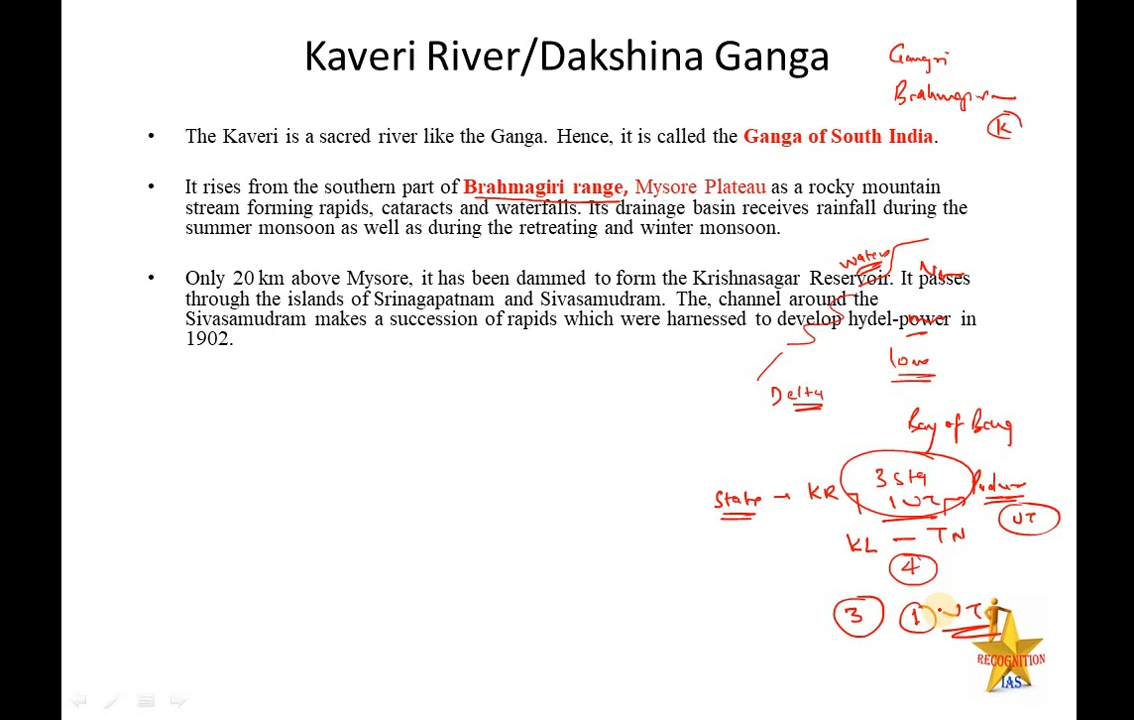 Kaveri River/Dakshina Ganga
• The Kaveri is a sacred river like the Ganga. Hence, it is called the Ganga of South India.
• It rises from the southern part of Brahmagiri range, Mysore Plateau as a rocky mountain
stream forming rapids, cataracts and waterfalls. Its drainage basin receives rainfall during the
summer monsoon as well as during the retreating and winter monsoon.
• Only 20 km above Mysore, it has been dammed to form the Krishnasagar Reservoir. It passes
through the islands of Srinagapatnam and Sivasamudram. The, channel around the
Sivasamudram makes a succession of rapids which were harnessed to develop hydel-power in
1902.
K
Water
low
Delta
Bay of Beng
State → KR
3 sta
1 UT
UT
KL – TN
4
3
1 UT
RECOGNITION
IAS